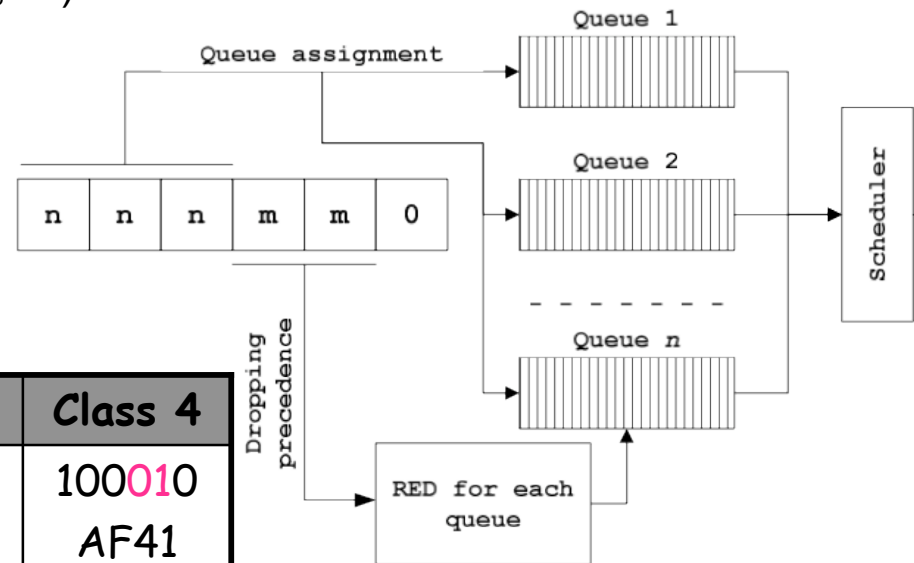 Queue 1
Queue assignment
Queue 2
n n n m m 0
Scheduler
Queue n
Dropping
precedence
RED for each
queue
Class 4
100010
AF41